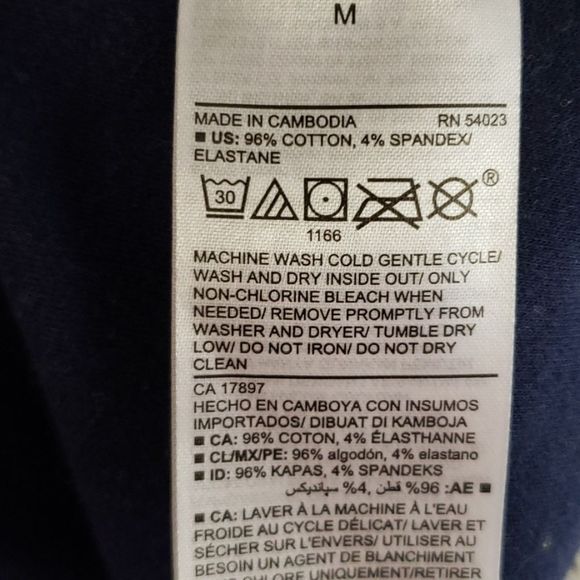 M
MADE IN CAMBODIA RN 54023
■ US: 96% COTTON, 4% SPANDEX/
ELASTANE
30 ®
1166
MACHINE WASH COLD GENTLE CYCLE/
WASH AND DRY INSIDE OUT/ ONLY
NON-CHLORINE BLEACH WHEN
NEEDED/ REMOVE PROMPTLY FROM
WASHER AND DRYER/ TUMBLE DRY
LOW/ DO NOT IRON/ DO NOT DRY
CLEAN
CA 17897
HECHO EN CAMBOYA CON INSUMOS
IMPORTADOS/ DIBUAT DI KAMBOJA
■ CA: 96% COTON, 4% ÉLASTHANNE
■ CL/MX/PE: 96% algodón, 4% elastano
■ ID: 96% KAPAS, 4% SPANDEKS
■ AE: 96% قطن, 4% سپاندیکس
■ CA: LAVER À LA MACHINE À L'EAU
FROIDE AU CYCLE DÉLICAT/ LAVER ET
SÉCHER SUR L'ENVERS/ UTILISER AU
BESOIN UN AGENT DE BLANCHIMENT
CHLORE UNIQUEMENT/RETIRER